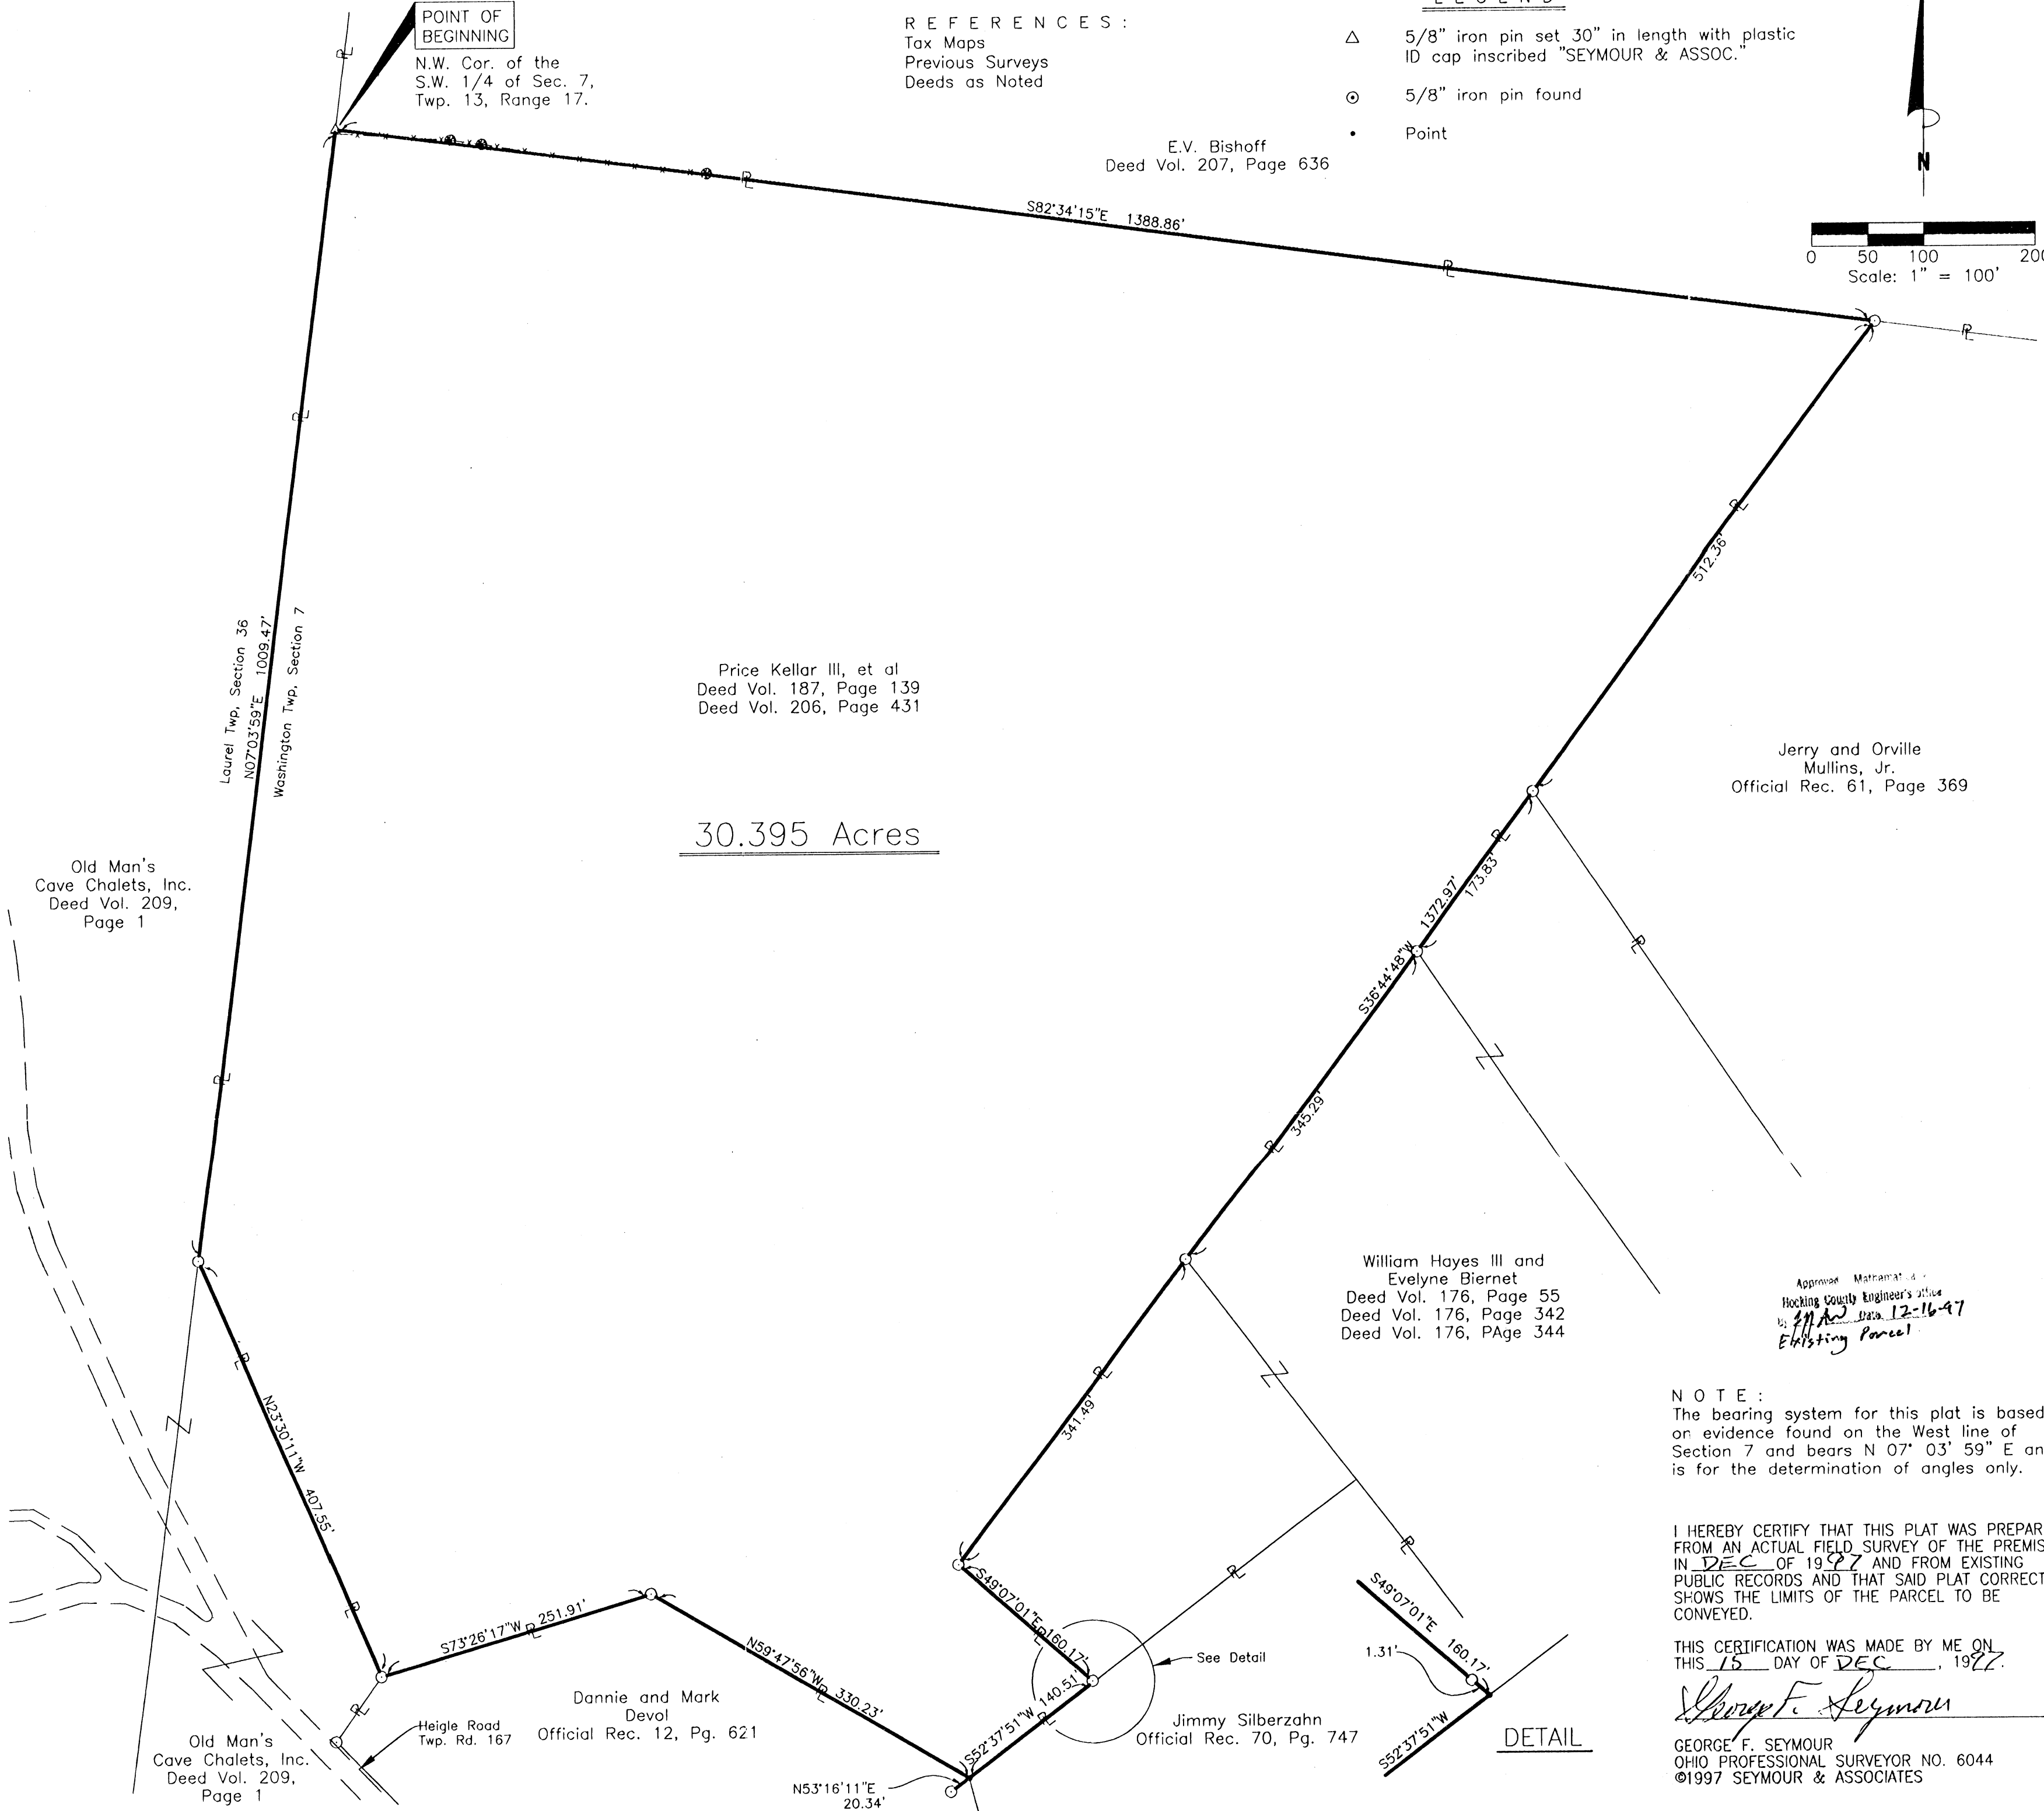 POINT OF
BEGINNING
N.W. Cor. of the
S.W. 1/4 of Sec. 7,
Twp. 13, Range 17.
R E F E R E N C E S :
Tax Maps
Previous Surveys
Deeds as Noted
L E G E N D
5/8" iron pin set 30" in length with plastic
ID cap inscribed "SEYMOUR & ASSOC."
5/8" iron pin found
Point
N
0 50 100 200
Scale: 1" = 100'
E.V. Bishoff
Deed Vol. 207, Page 636
S82°34'15"E 1388.86'
512.36'
Laurel Twp, Section 36
N07°03'59"E 1009.47'
Washington Twp, Section 7
Price Kellar III, et al
Deed Vol. 187, Page 139
Deed Vol. 206, Page 431
30.395 Acres
Jerry and Orville
Mullins, Jr.
Official Rec. 61, Page 369
Old Man's
Cave Chalets, Inc.
Deed Vol. 209,
Page 1
173.83'
S36°44'48"W 1372.97'
345.29'
William Hayes III and
Evelyne Biernet
Deed Vol. 176, Page 55
Deed Vol. 176, Page 342
Deed Vol. 176, PAge 344
Approved
Hocking County Engineer's Office
Date 12-16-97
Existing Parcel
341.49'
N23°30'11"W 407.55'
N O T E :
The bearing system for this plat is based
on evidence found on the West line of
Section 7 and bears N 07° 03' 59" E an
is for the determination of angles only.
I HEREBY CERTIFY THAT THIS PLAT WAS PREPAR
FROM AN ACTUAL FIELD SURVEY OF THE PREMIS
IN DEC OF 1997 AND FROM EXISTING
PUBLIC RECORDS AND THAT SAID PLAT CORRECT
SHOWS THE LIMITS OF THE PARCEL TO BE
CONVEYED.
THIS CERTIFICATION WAS MADE BY ME ON
THIS 15 DAY OF DEC , 1997.
George F. Seymour
GEORGE F. SEYMOUR
OHIO PROFESSIONAL SURVEYOR NO. 6044
©1997 SEYMOUR & ASSOCIATES
S73°26'17"W 251.91'
N59°47'56"W 330.23'
S49°07'01"E 160.17'
S52°37'51"W 140.51'
See Detail
N53°16'11"E
20.34'
Dannie and Mark
Devol
Official Rec. 12, Pg. 621
Heigle Road
Twp. Rd. 167
Old Man's
Cave Chalets, Inc.
Deed Vol. 209,
Page 1
Jimmy Silberzahn
Official Rec. 70, Pg. 747
S49°07'01"E 160.17'
1.31'
S52°37'51"W
DETAIL